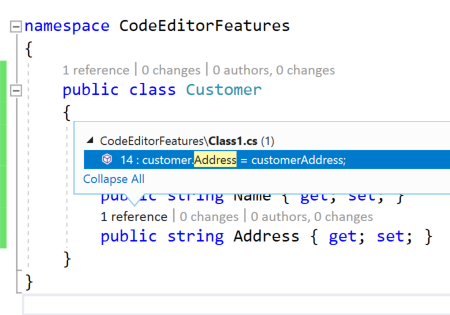 namespace CodeEditorFeatures
{
1 reference | 0 changes | 0 authors, 0 changes
public class Customer
{
CodeEditorFeatures\Class1.cs (1)
14 : customer.Address = customerAddress;
Collapse All
public string Name { get; set; }
1 reference | 0 changes | 0 authors, 0 changes
public string Address { get; set; }
}
}